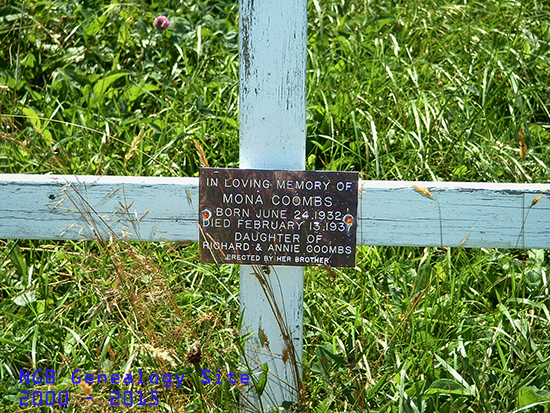 IN LOVING MEMORY OF
MONA COOMBS
BORN JUNE 24,1932
DIED FEBRUARY 13,1937
DAUGHTER OF
RICHARD & ANNIE COOMBS
ERECTED BY HER BROTHER.
NGB Genealogy Site
2000 - 2015